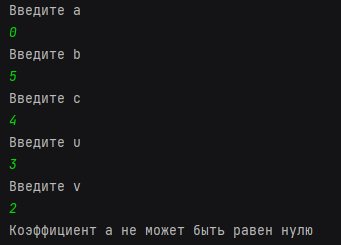 Введите a
0
Введите b
5
Введите c
4
Введите u
3
Введите v
2
Коэффициент a не может быть равен нулю